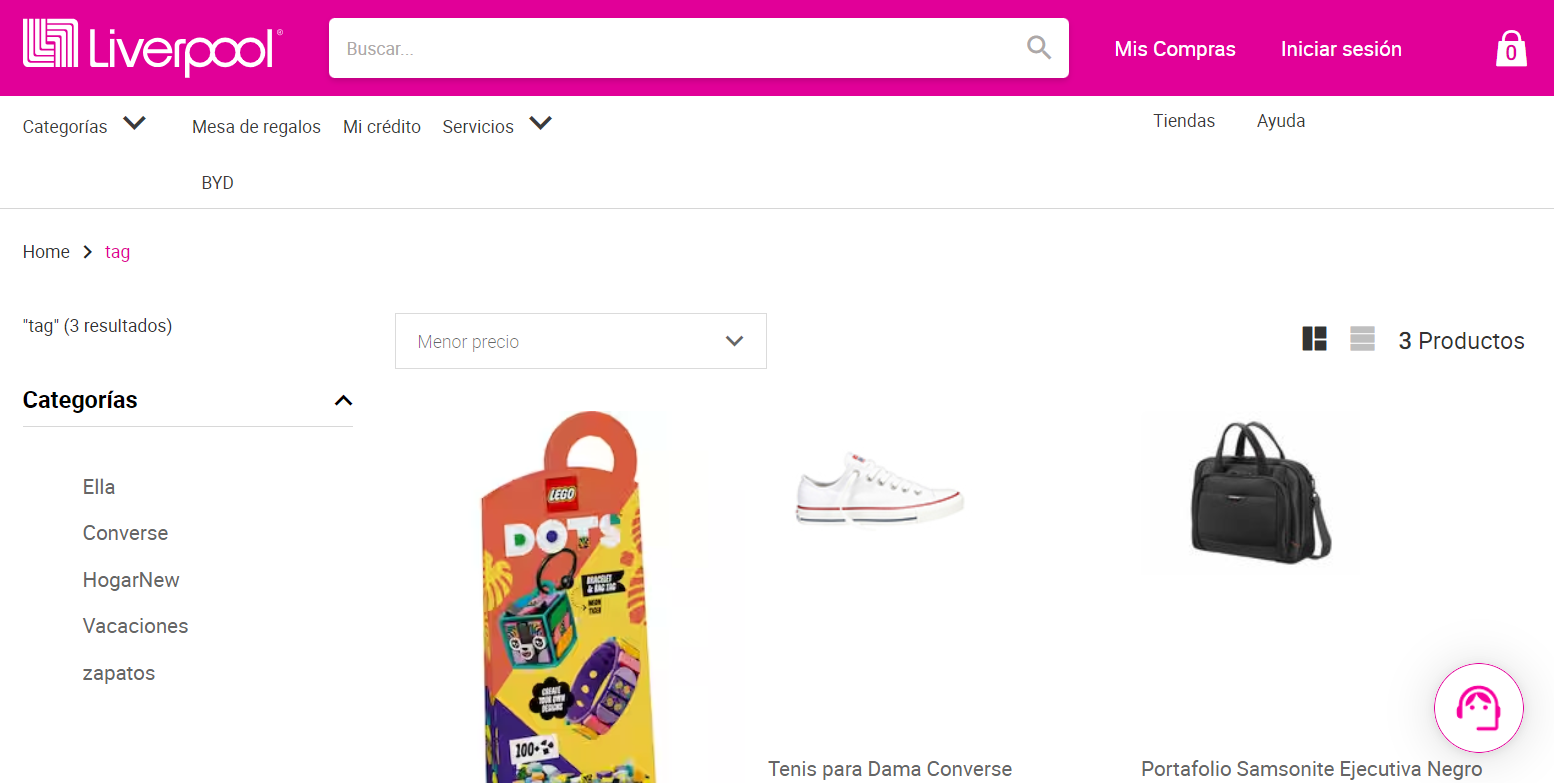 Liverpool®
Buscar...
Mis Compras
Iniciar sesión
0
Categorías
Mesa de regalos
Mi crédito
Servicios
Tiendas
Ayuda
BYD
Home
tag
"tag" (3 resultados)
Menor precio
3 Productos
Categorías
Ella
Converse
HogarNew
Vacaciones
zapatos
LEGO
DOTS
BRACELET
& BAG TAG
NEON
TIGER
CREATE
YOUR OWN
DESIGNS
100+
Tenis para Dama Converse
Portafolio Samsonite Ejecutiva Negro